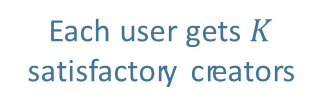 Each user gets K
satisfactory creators